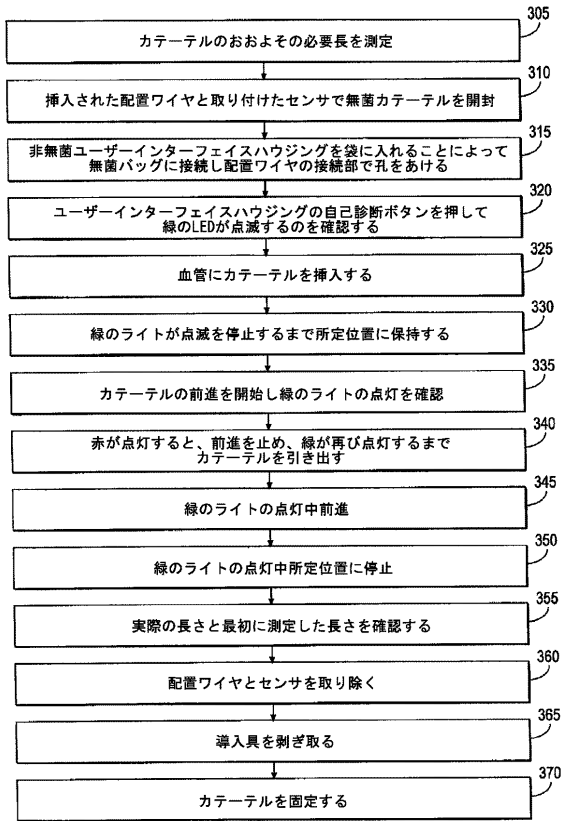 305
カテーテルのおおよその必要長を測定
310
挿入された配置ワイヤと取り付けたセンサで無菌カテーテルを開封
315
非無菌ユーザーインターフェイスハウジングを袋に入れることによって
無菌バッグに接続し配置ワイヤの接続部で孔をあける
320
ユーザーインターフェイスハウジングの自己診断ボタンを押して
緑のLEDが点滅するのを確認する
325
血管にカテーテルを挿入する
330
緑のライトが点滅を停止するまで所定位置に保持する
335
カテーテルの前進を開始し緑のライトの点灯を確認
340
赤が点灯すると、前進を止め、緑が再び点灯するまで
カテーテルを引き出す
345
緑のライトの点灯中前進
350
緑のライトの点灯中所定位置に停止
355
実際の長さと最初に測定した長さを確認する
360
配置ワイヤとセンサを取り除く
365
導入具を剥ぎ取る
370
カテーテルを固定する